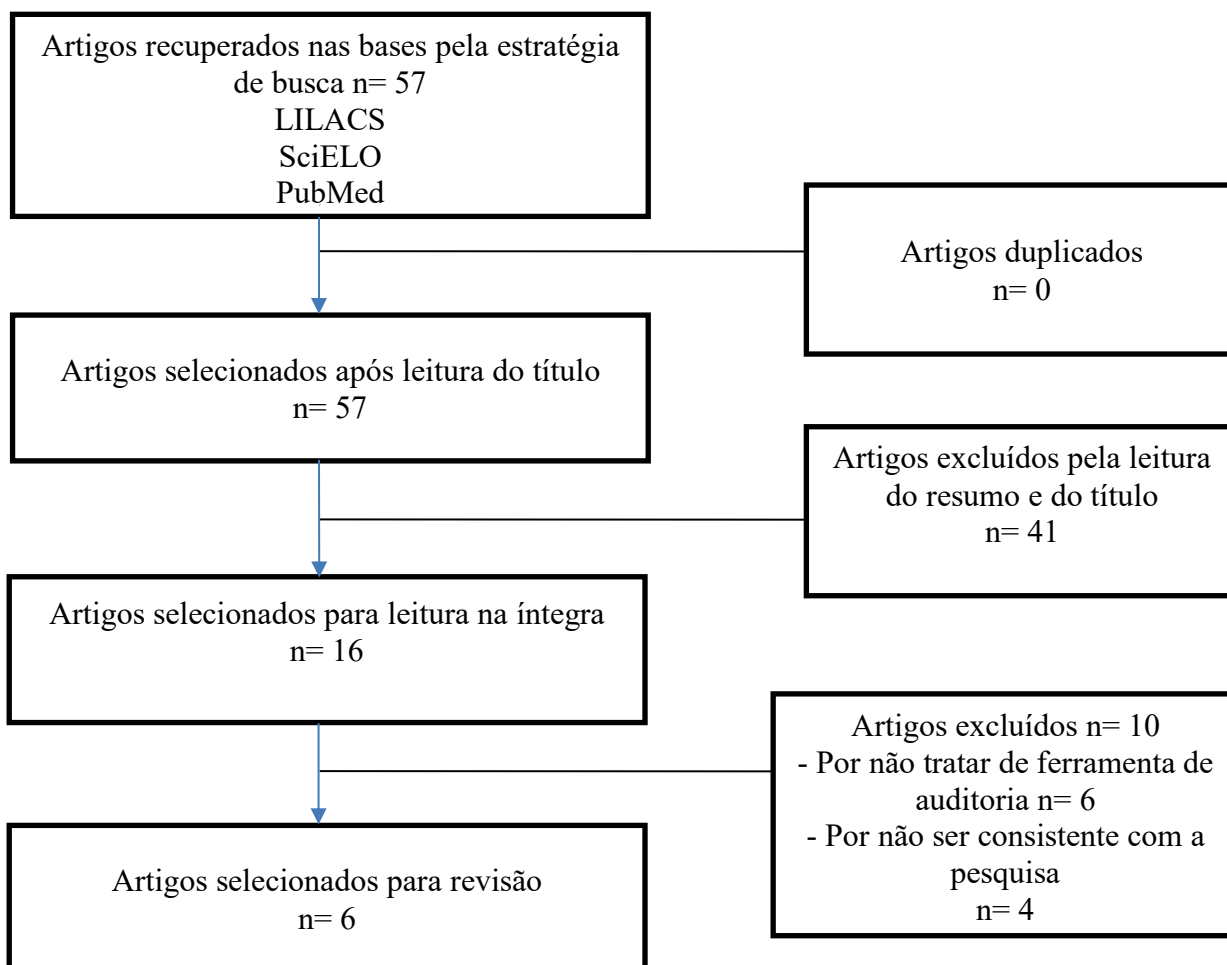 Artigos recuperados nas bases pela estratégia
de busca n= 57
LILACS
SciELO
PubMed
Artigos duplicados
n= 0
Artigos selecionados após leitura do título
n= 57
Artigos excluídos pela leitura
do resumo e do título
n= 41
Artigos selecionados para leitura na íntegra
n= 16
Artigos excluídos n= 10
- Por não tratar de ferramenta de
auditoria n= 6
- Por não ser consistente com a
pesquisa
n= 4
Artigos selecionados para revisão
n= 6